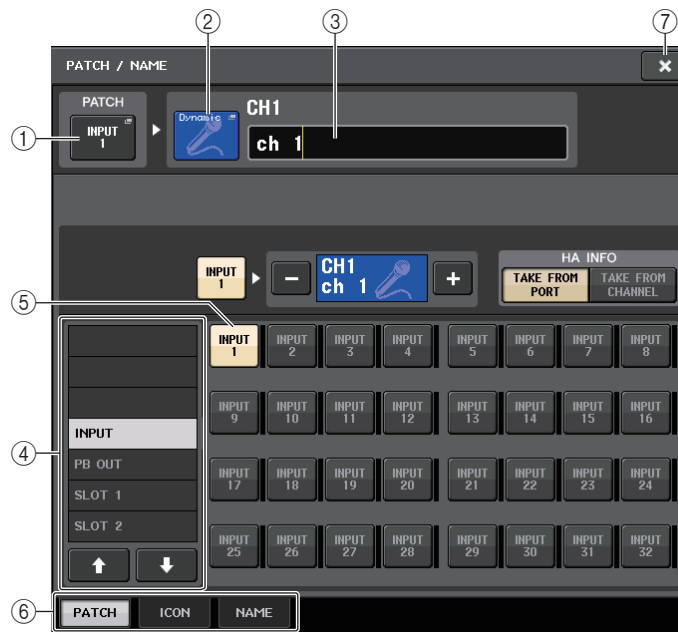 ② ③ ⑦
PATCH / NAME ×
PATCH
① INPUT 1
Dynamic
CH1
ch 1
INPUT 1
− CH1 ch 1 +
HA INFO
TAKE FROM PORT TAKE FROM CHANNEL
⑤
INPUT 1 INPUT 2 INPUT 3 INPUT 4 INPUT 5 INPUT 6 INPUT 7 INPUT 8
INPUT 9 INPUT 10 INPUT 11 INPUT 12 INPUT 13 INPUT 14 INPUT 15 INPUT 16
INPUT 17 INPUT 18 INPUT 19 INPUT 20 INPUT 21 INPUT 22 INPUT 23 INPUT 24
INPUT 25 INPUT 26 INPUT 27 INPUT 28 INPUT 29 INPUT 30 INPUT 31 INPUT 32
④
INPUT
PB OUT
SLOT 1
SLOT 2
⑥ PATCH ICON NAME